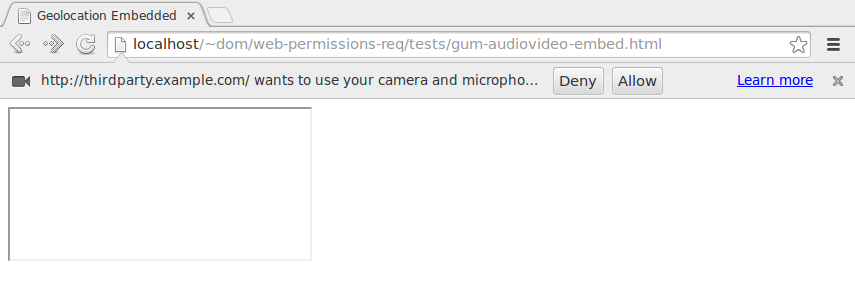 Geolocation Embedded
localhost/~dom/web-permissions-req/tests/gum-audiovideo-embed.html
http://thirdparty.example.com/ wants to use your camera and micropho... Deny Allow Learn more